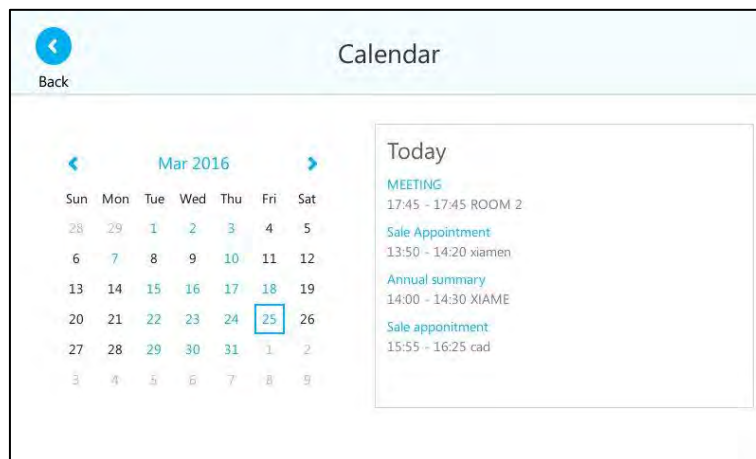 Calendar
Back
Mar 2016
Sun Mon Tue Wed Thu Fri Sat
28 29 1 2 3 4 5
6 7 8 9 10 11 12
13 14 15 16 17 18 19
20 21 22 23 24 25 26
27 28 29 30 31 1 2
3 4 5 6 7 8 9
Today
MEETING
17:45 - 17:45 ROOM 2
Sale Appointment
13:50 - 14:20 xiamen
Annual summary
14:00 - 14:30 XIAME
Sale apponitment
15:55 - 16:25 cad